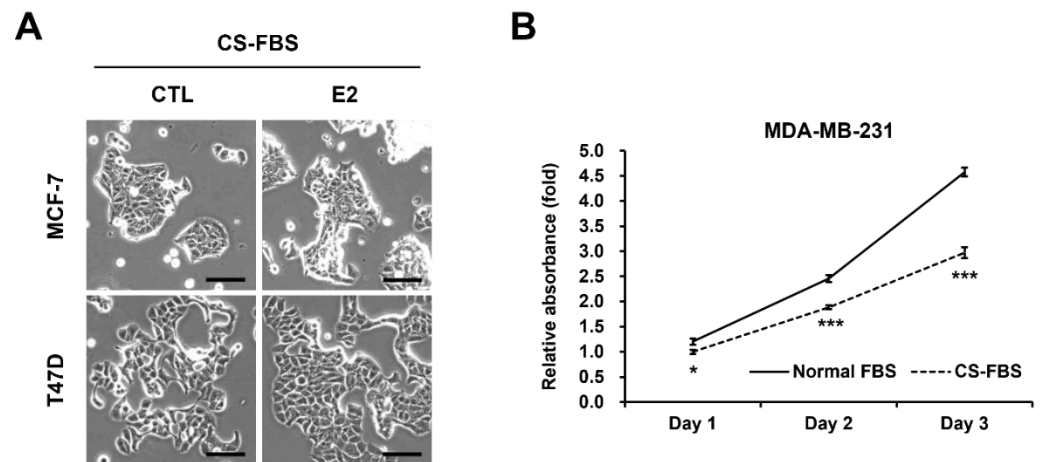 A
CS-FBS
CTL E2
MCF-7
T47D
B
MDA-MB-231
Relative absorbance (fold)
5.0
4.5
4.0
3.5
3.0
2.5
2.0
1.5
1.0
0.5
0.0
***
***
*
Normal FBS CS-FBS
Day 1 Day 2 Day 3